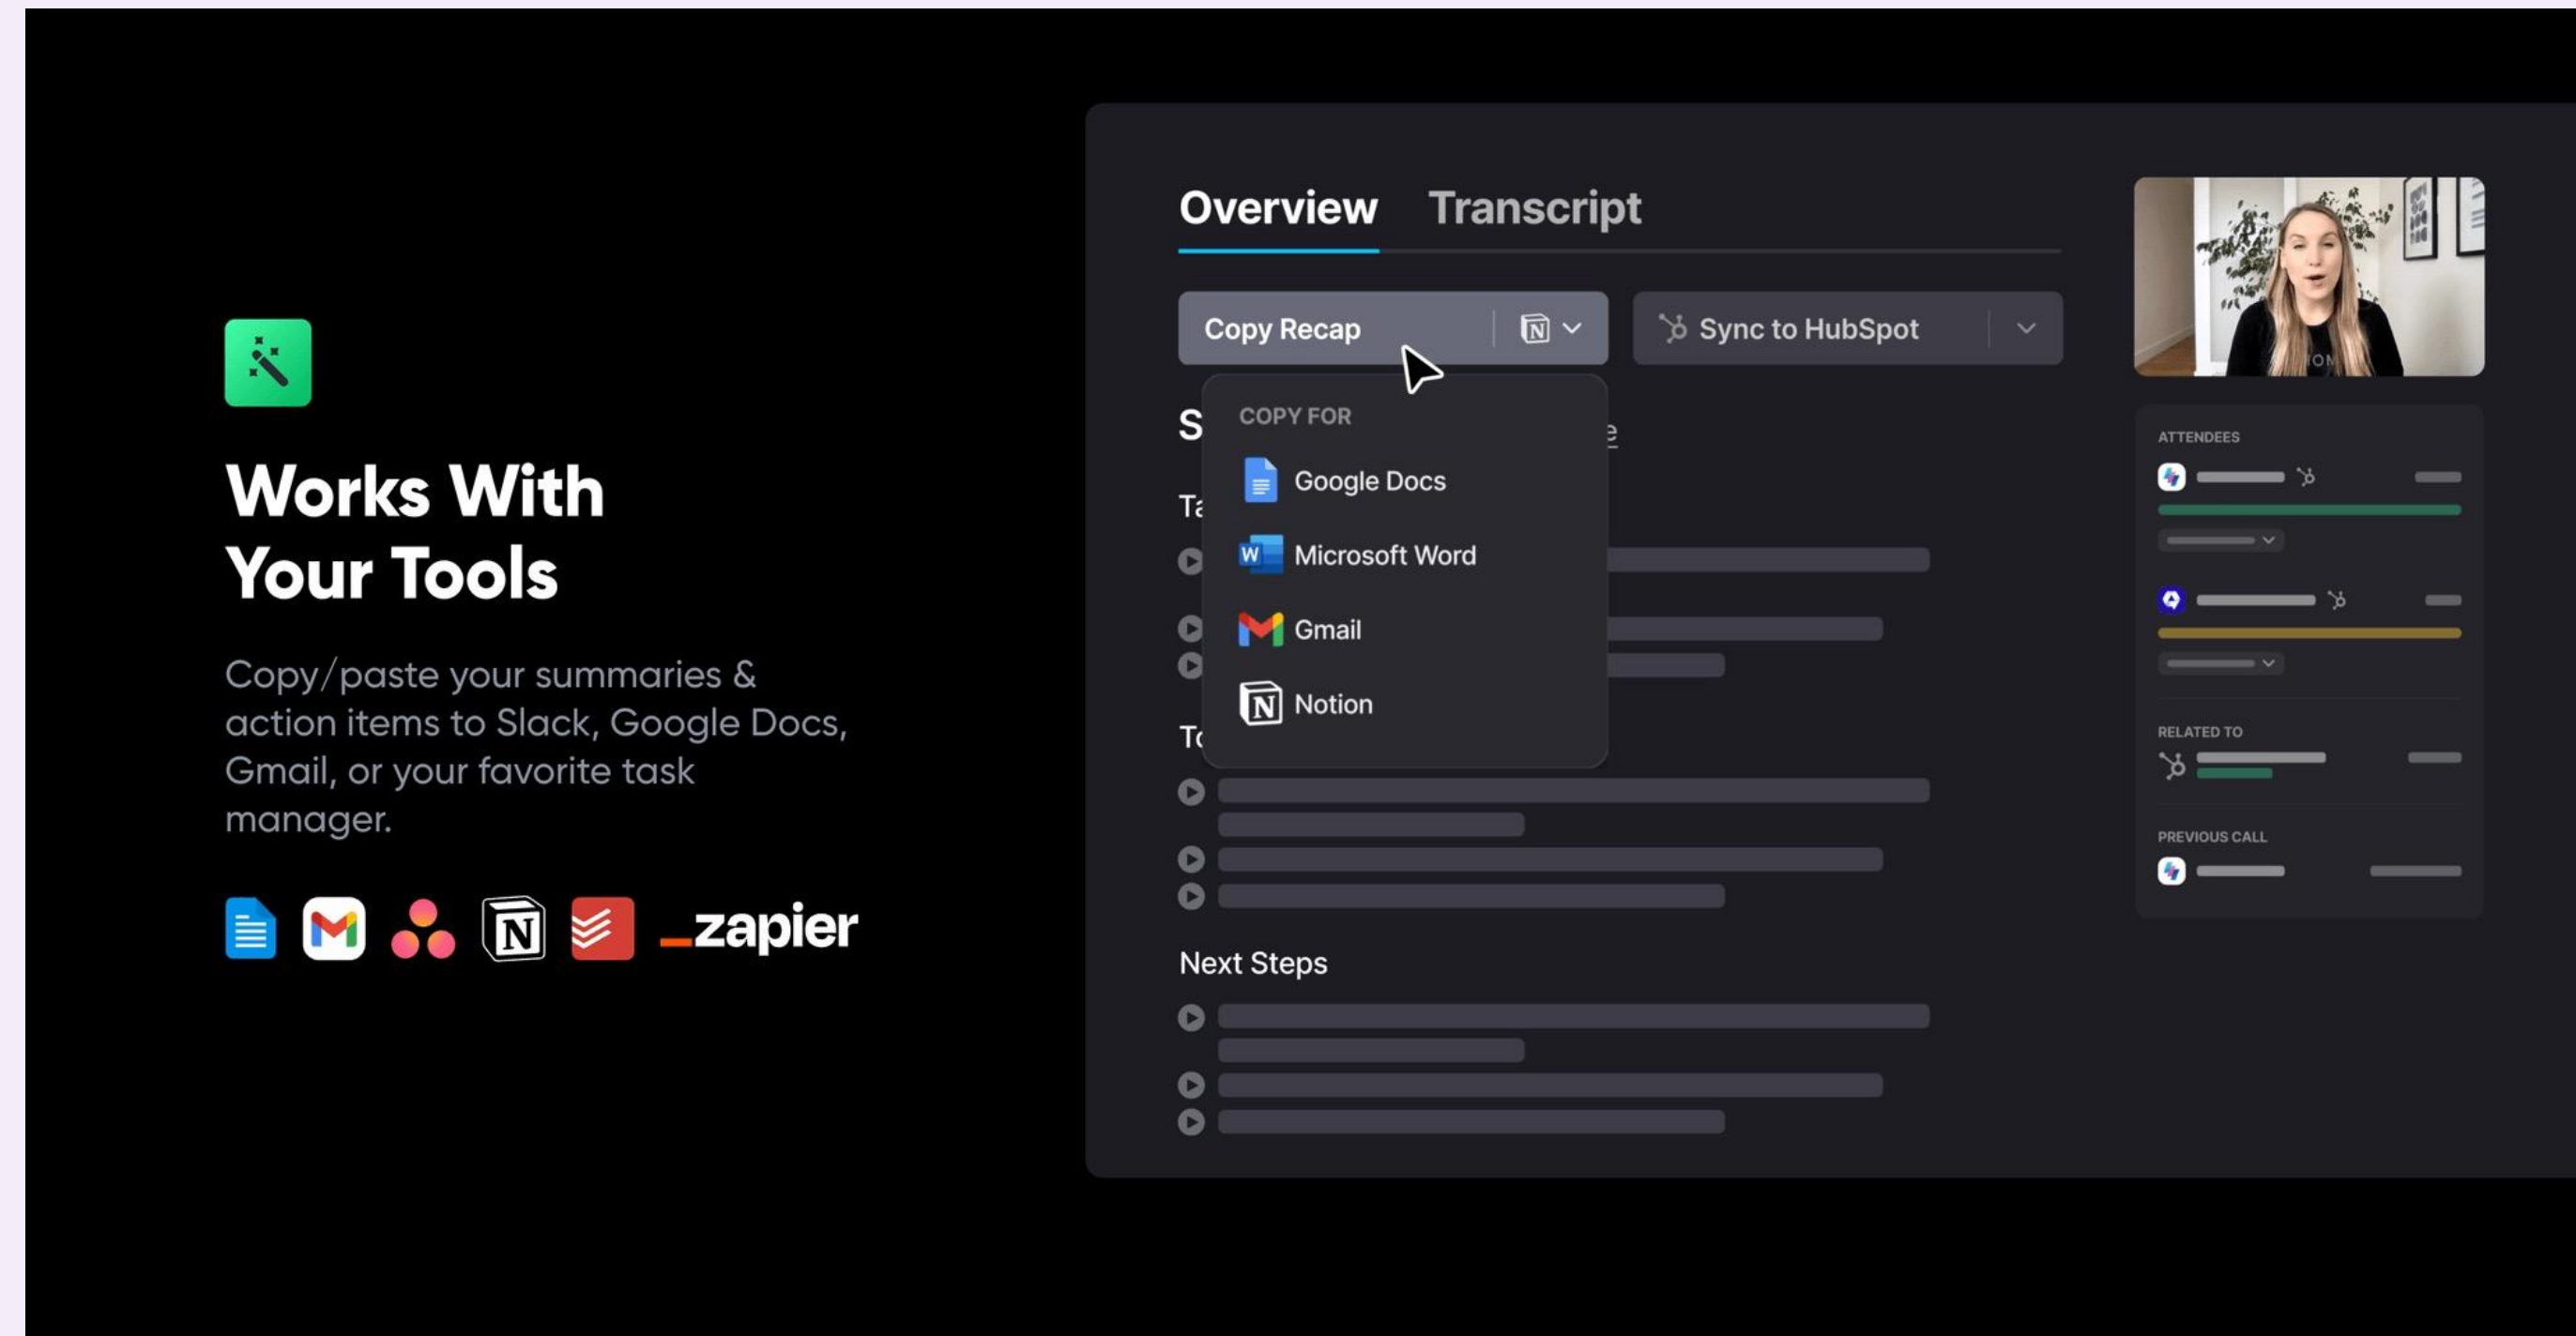 Works With
Your Tools
Copy/paste your summaries &
action items to Slack, Google Docs,
Gmail, or your favorite task
manager.
zapier
Overview Transcript
Copy Recap
Sync to HubSpot
COPY FOR
Google Docs
Microsoft Word
Gmail
Notion
Next Steps
ATTENDEES
RELATED TO
PREVIOUS CALL